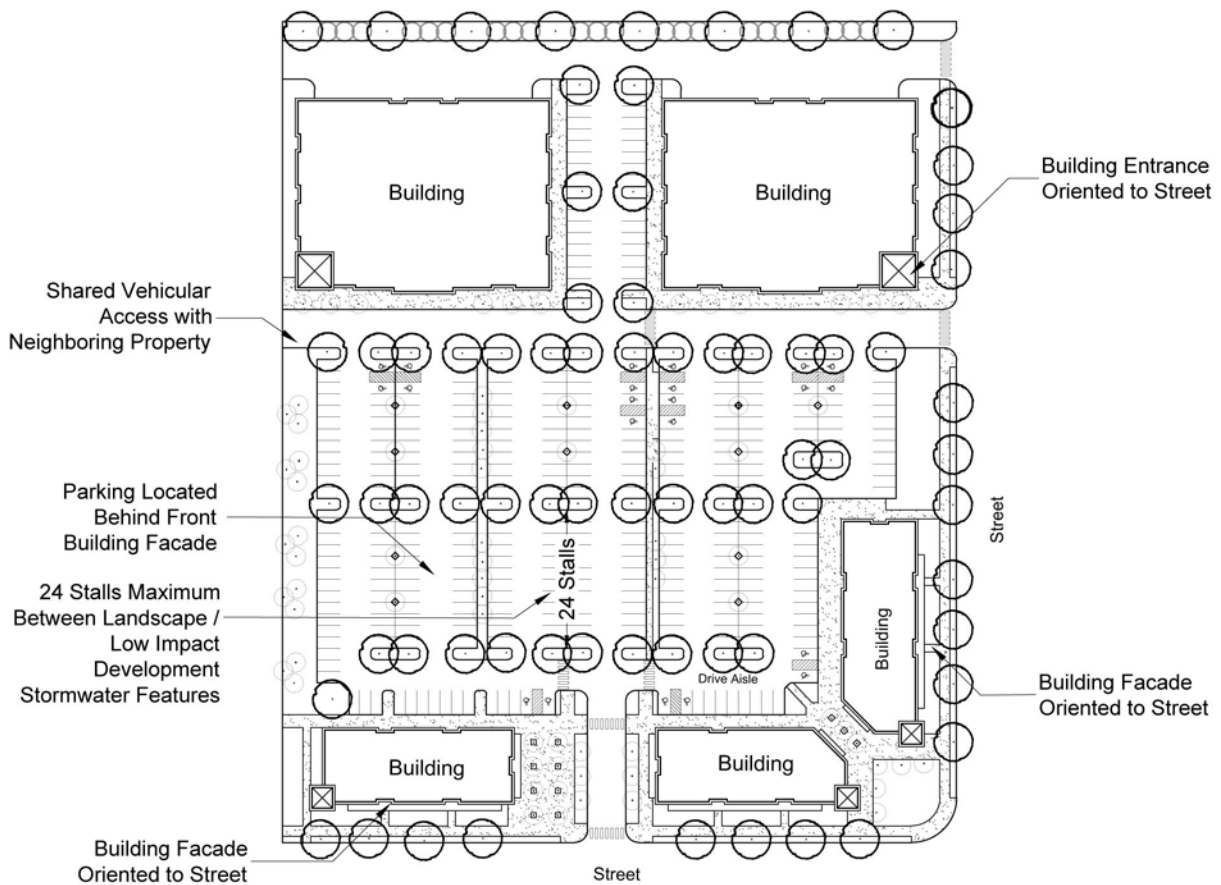 Building
Building
Building Entrance
Oriented to Street
Shared Vehicular
Access with
Neighboring Property
Parking Located
Behind Front
Building Facade
24 Stalls
Street
24 Stalls Maximum
Between Landscape /
Low Impact
Development
Stormwater Features
Building
Drive Aisle
Building Facade
Oriented to Street
Building
Building
Building Facade
Oriented to Street
Street